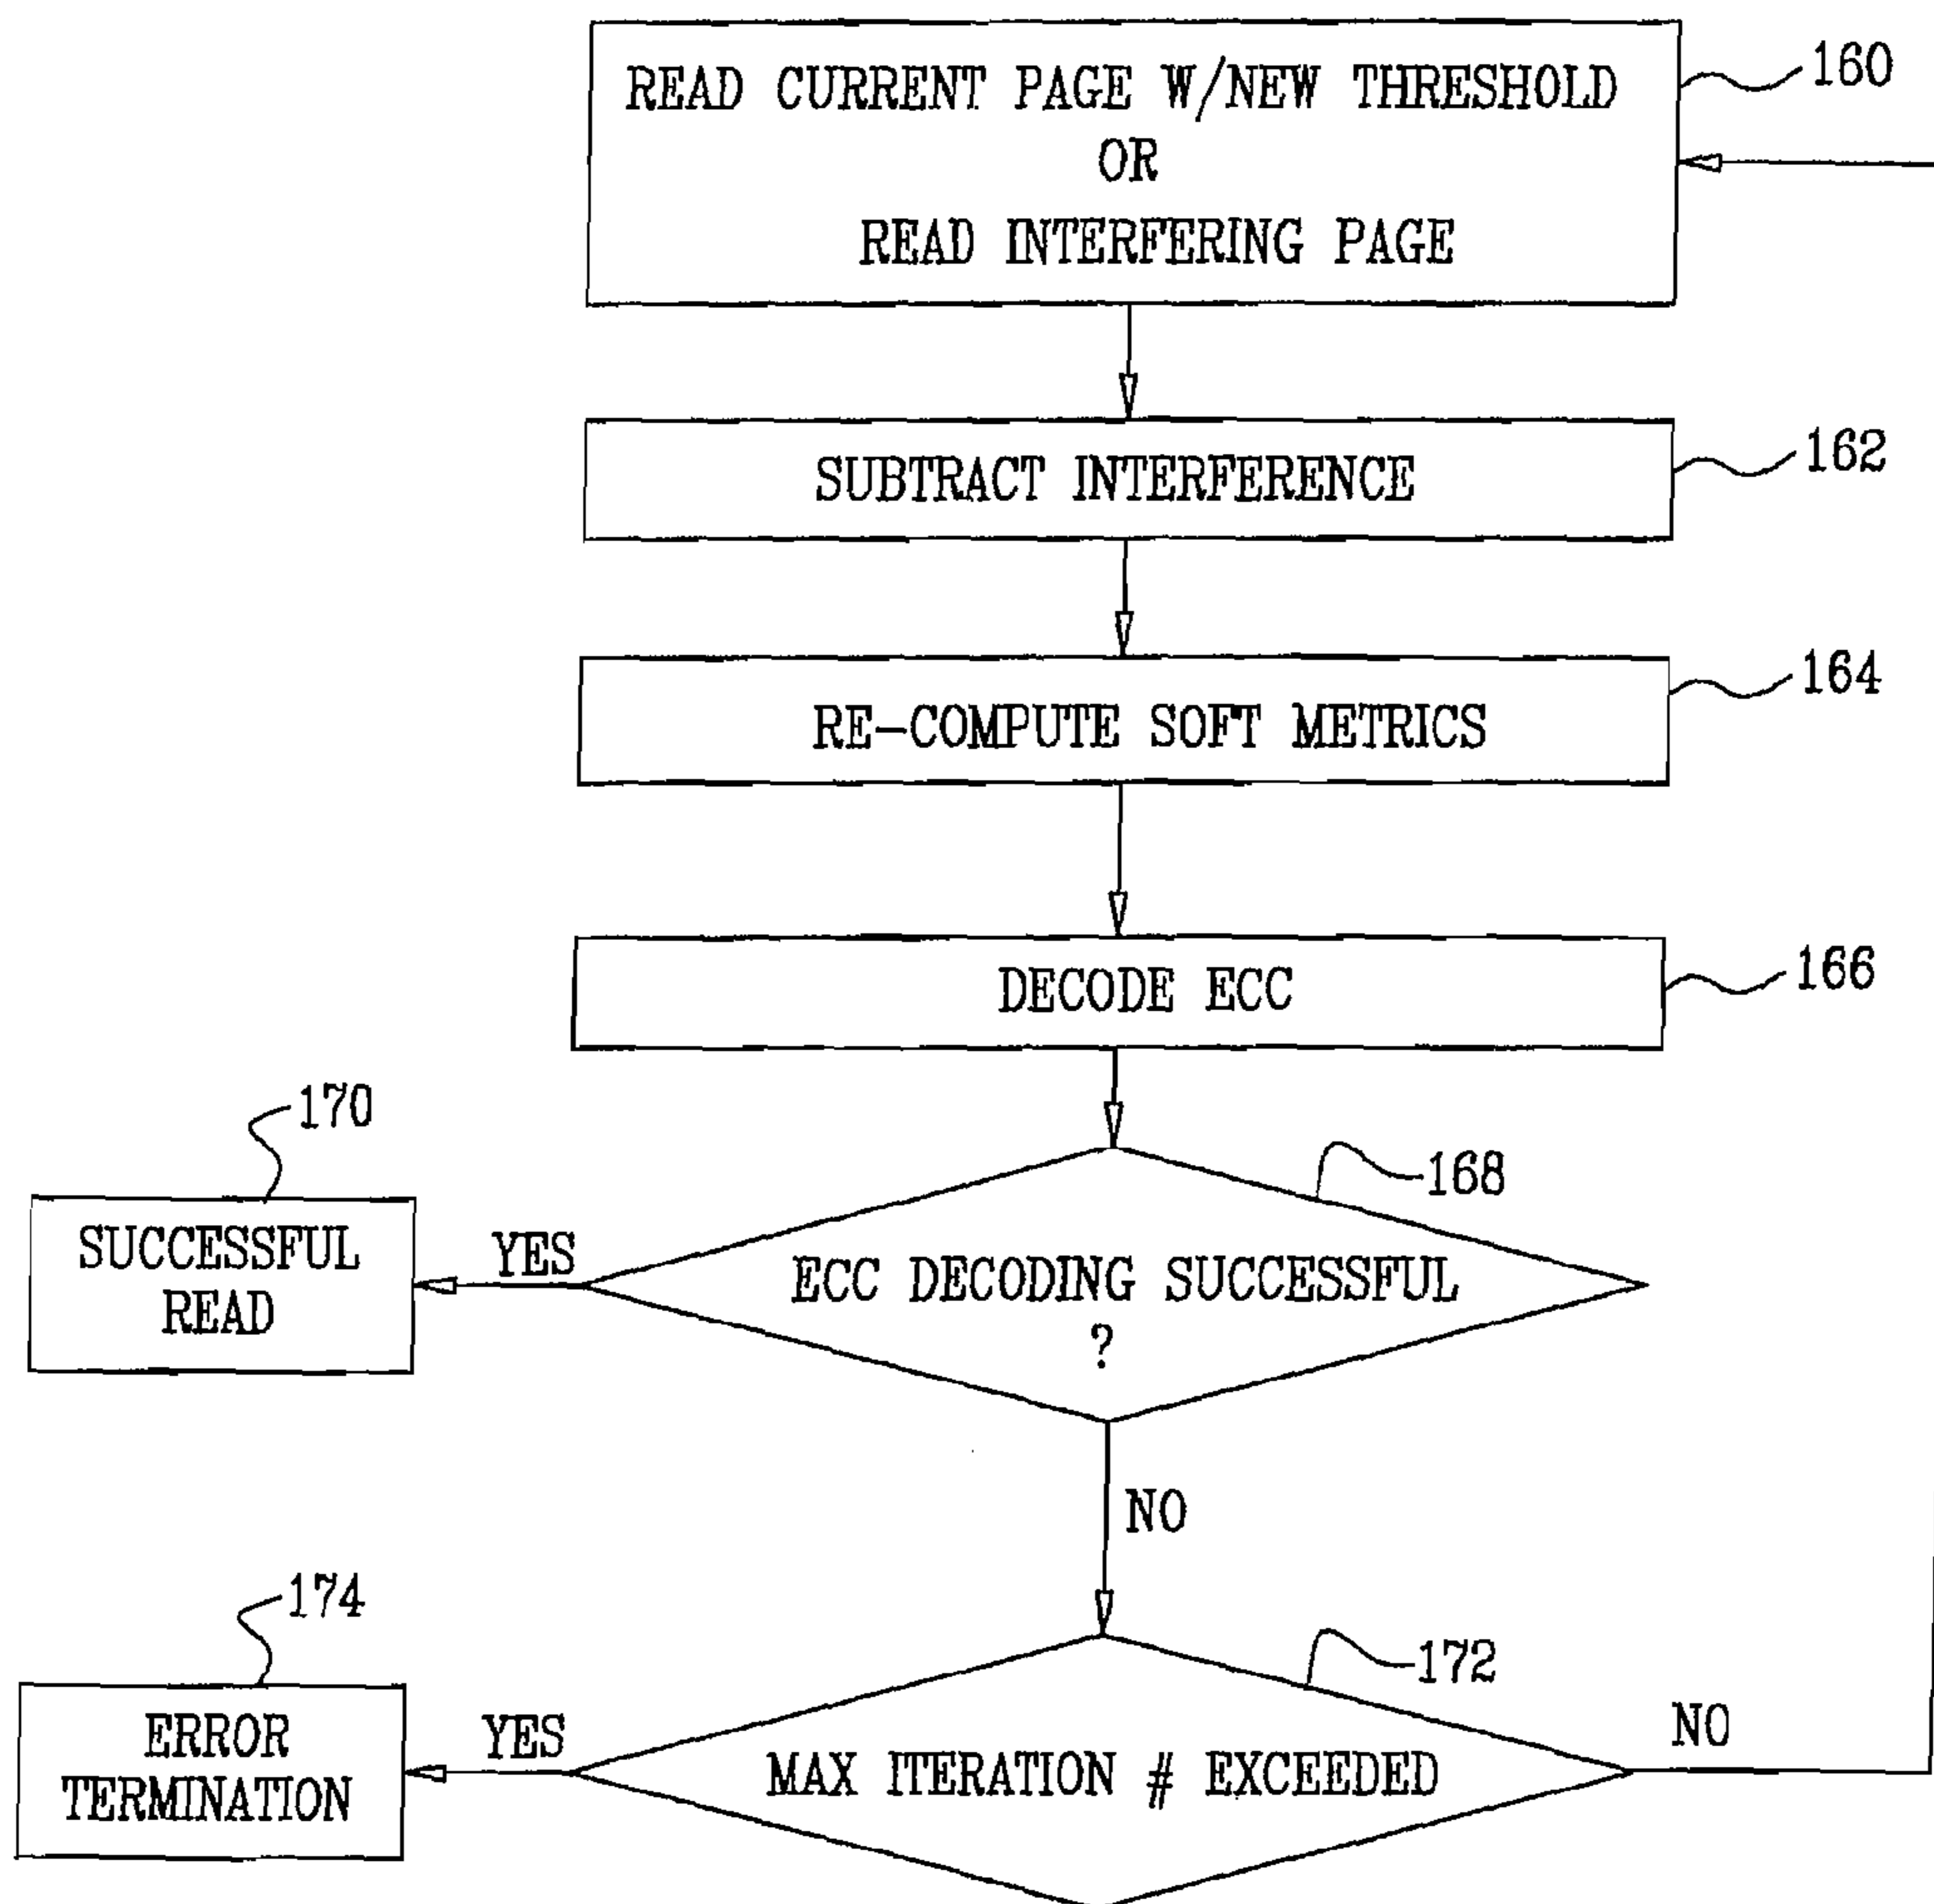 READ CURRENT PAGE W/NEW THRESHOLD
OR
READ INTERFERING PAGE
160
SUBTRACT INTERFERENCE
162
RE-COMPUTE SOFT METRICS
164
DECODE ECC
166
170
168
SUCCESSFUL
READ
YES
ECC DECODING SUCCESSFUL
?
NO
174
172
ERROR
TERMINATION
YES
MAX ITERATION # EXCEEDED
NO